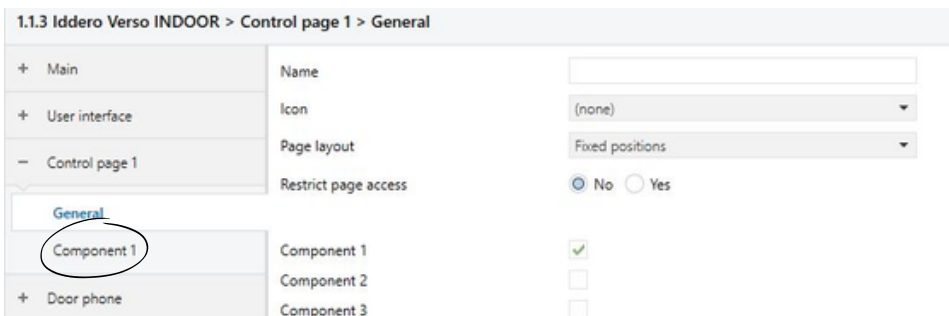 1.1.3 Iddero Verso INDOOR > Control page 1 > General
+ Main
+ User interface
− Control page 1
General
Component 1
+ Door phone
Name
Icon (none)
Page layout Fixed positions
Restrict page access No Yes
Component 1
Component 2
Component 3